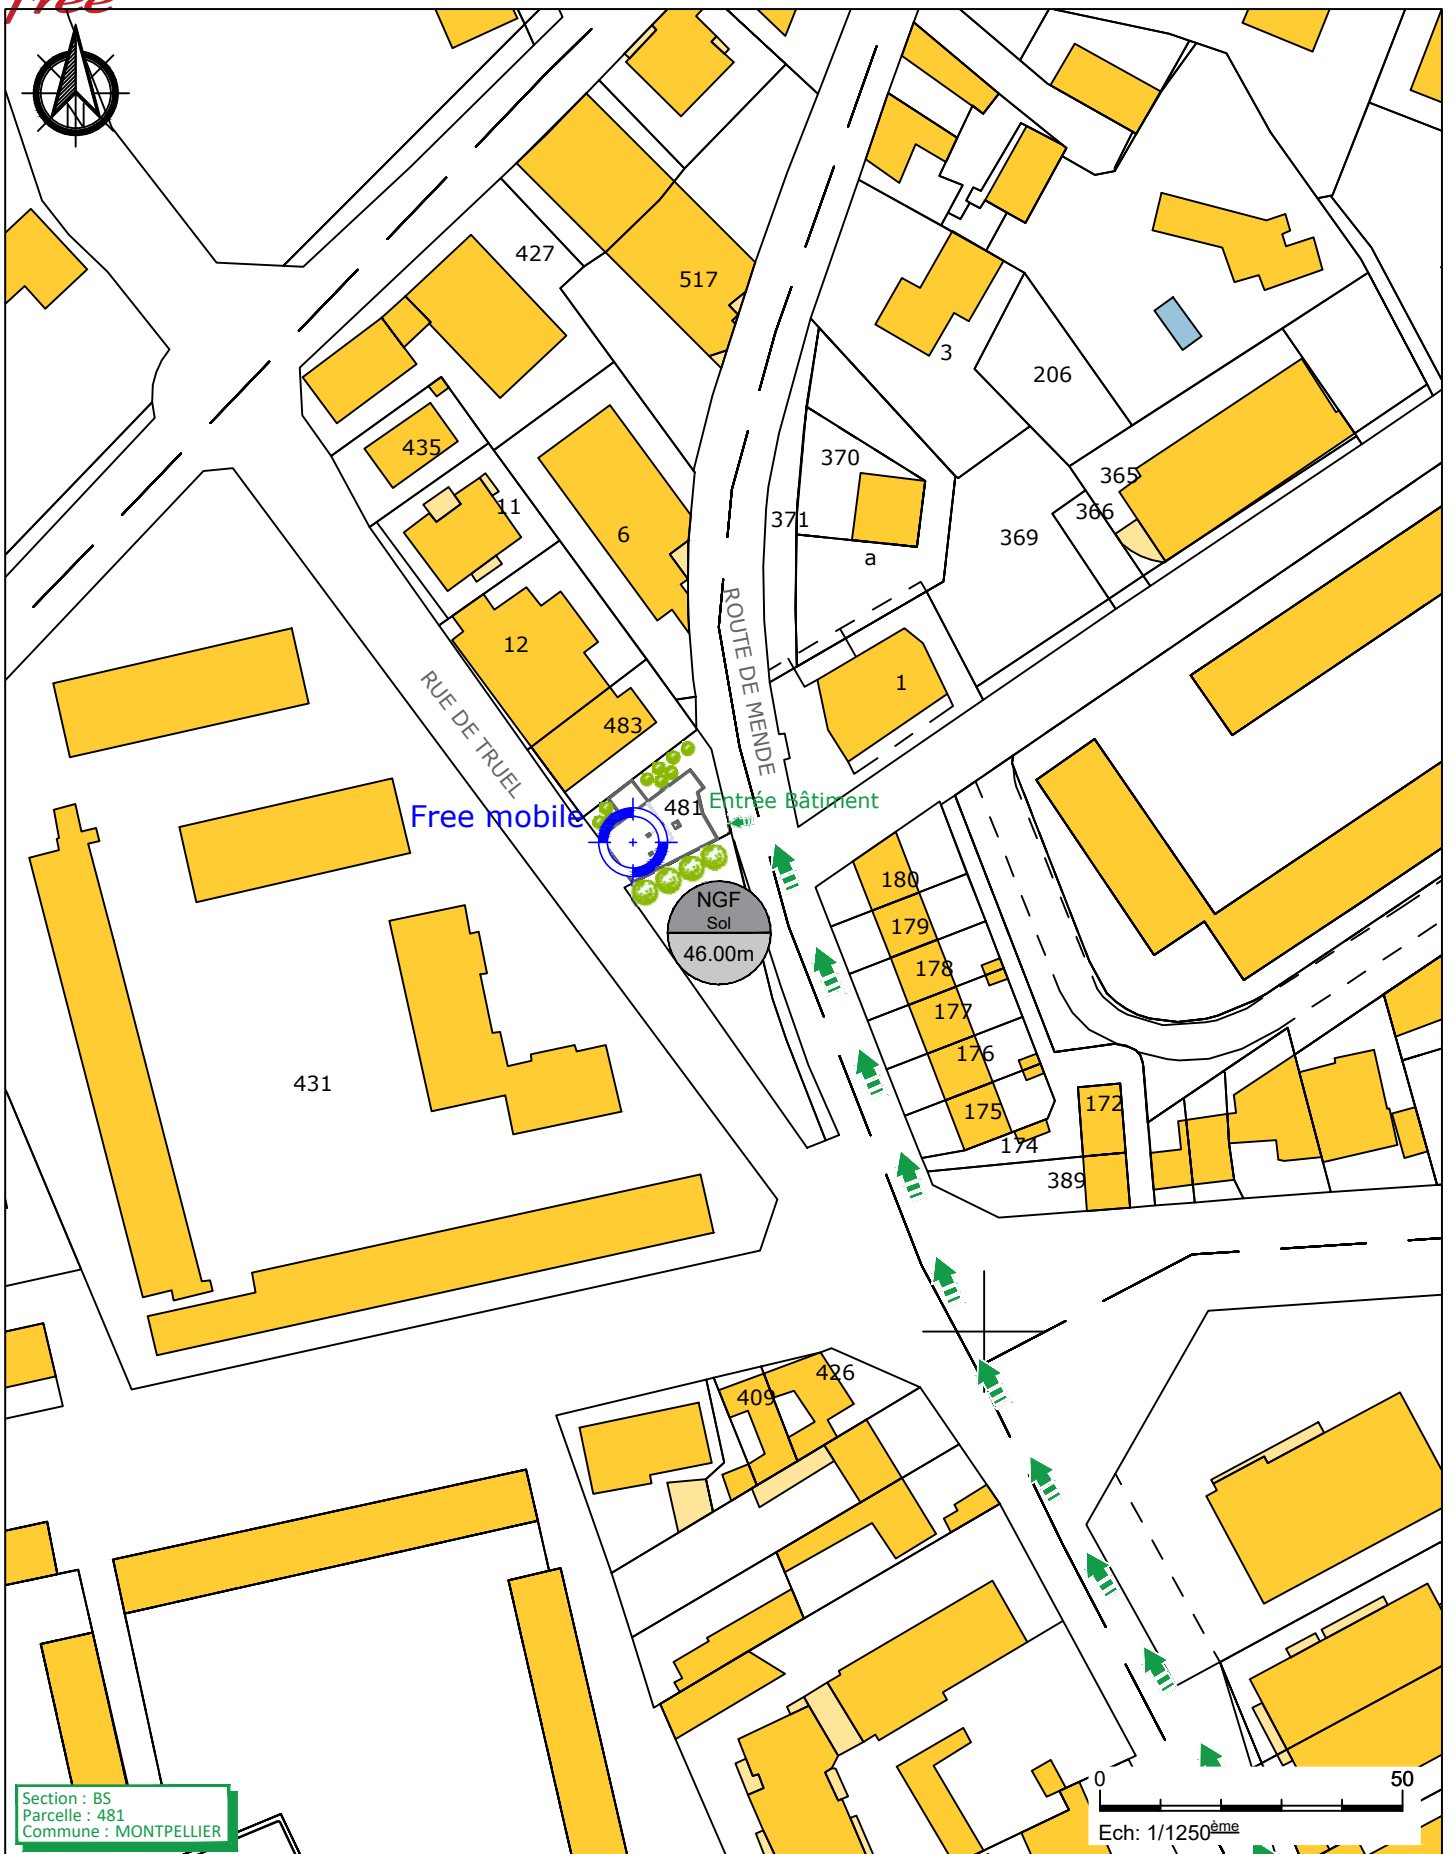 free
427
517
3
206
435
11
6
370
371
a
369
365
366
12
483
1
RUE DE TRUEL
ROUTE DE MENDE
Free mobile
481
Entrée Bâtiment
NGF
Sol
46.00m
180
179
178
177
176
175
174
172
389
431
426
409
Section : BS
Parcelle : 481
Commune : MONTPELLIER
0 50
Ech: 1/1250ème